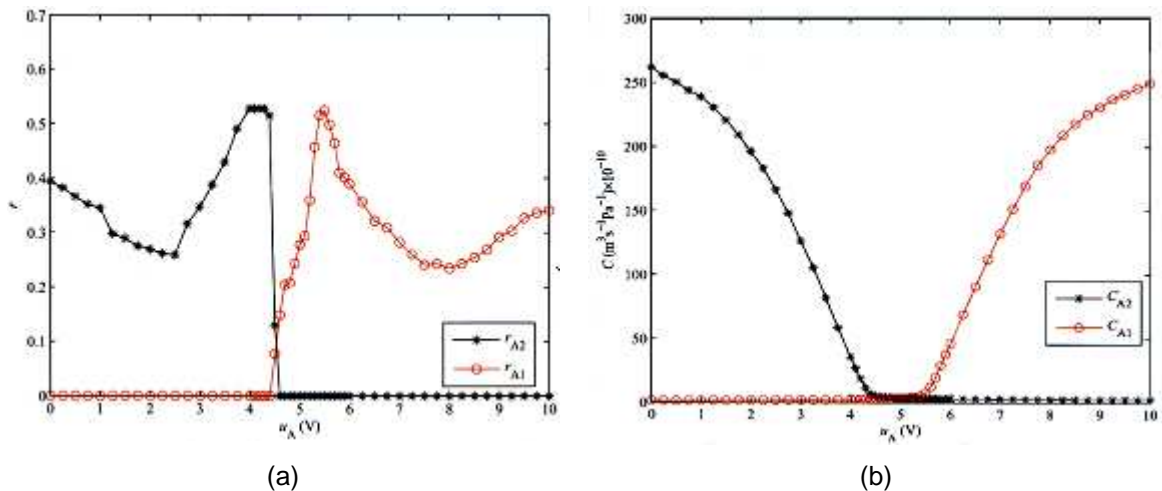 0.7
0.6
0.5
0.4
0.3
0.2
0.1
0
r
0 1 2 3 4 5 6 7 8 9 10
u_A (V)
r_A2
r_A1
(a)
300
250
200
150
100
50
0
C (m³s⁻¹Pa⁻¹)×10⁻¹⁰
0 1 2 3 4 5 6 7 8 9 10
u_A (V)
C_A2
C_A1
(b)